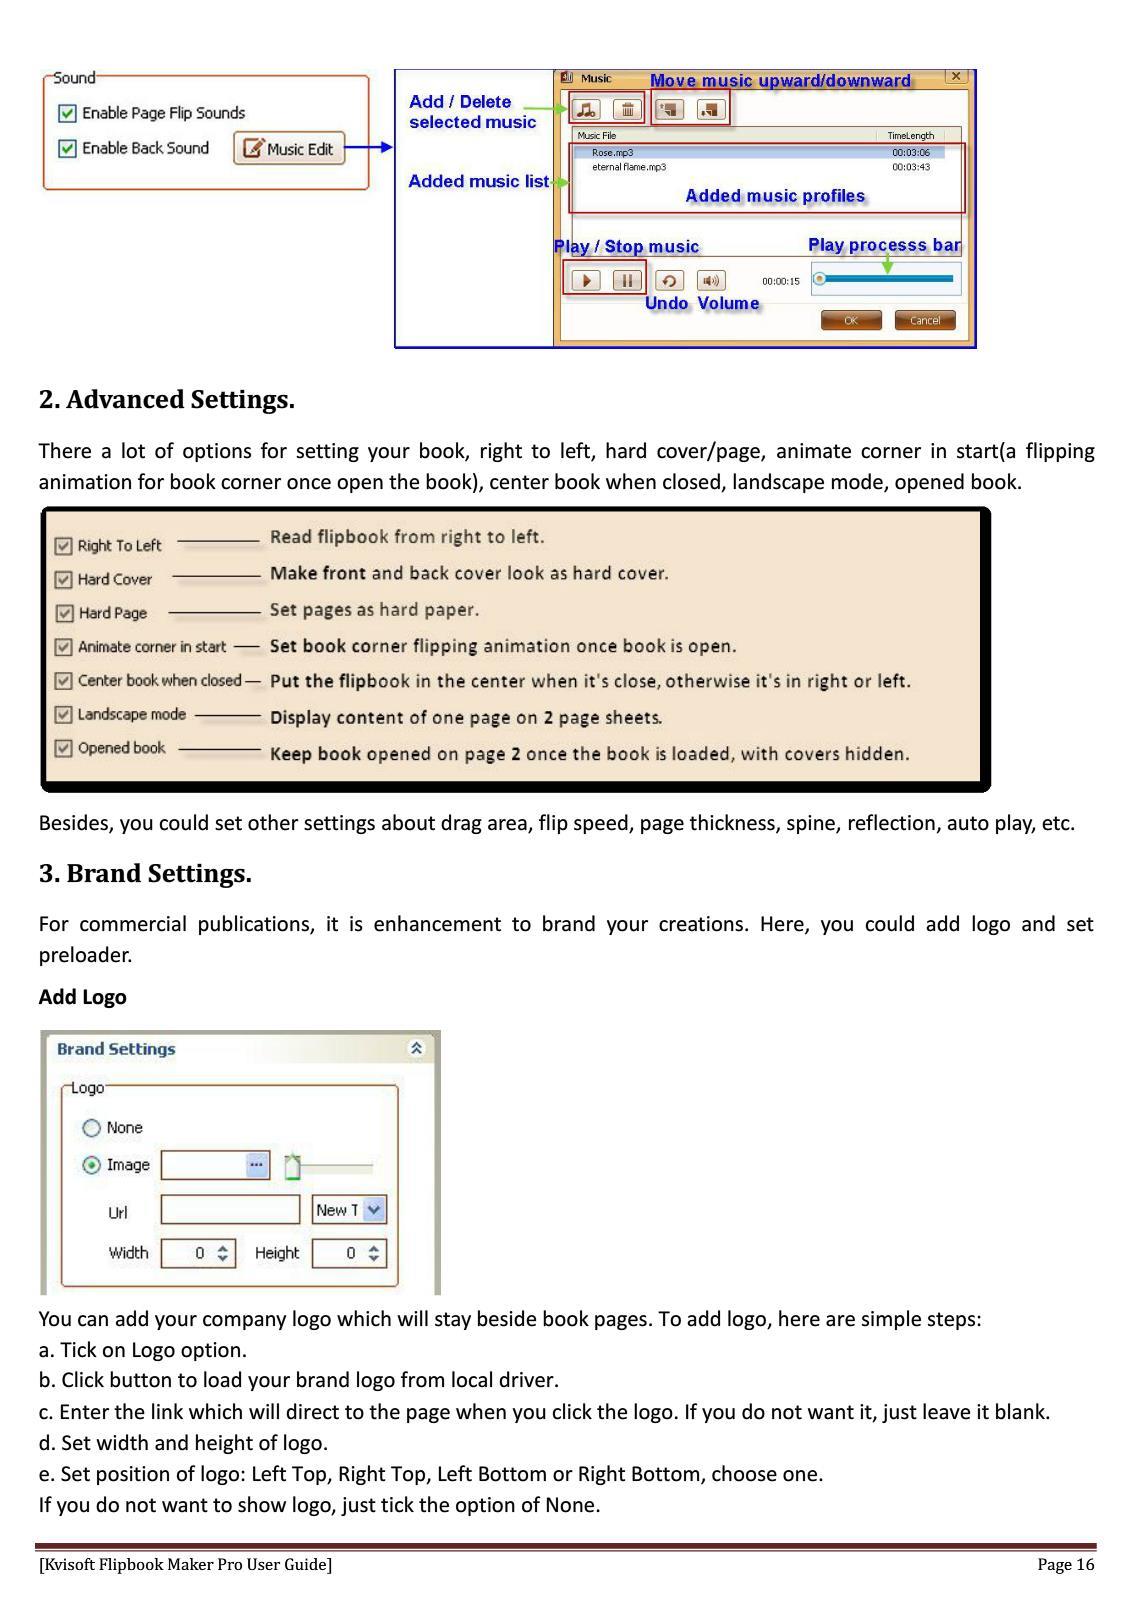 Sound
Enable Page Flip Sounds
Enable Back Sound
Music Edit
Add / Delete
selected music
Added music list
Music
Move music upward/downward
Music File TimeLength
Rose.mp3 00:03:06
eternal flame.mp3 00:03:43
Added music profiles
Play / Stop music
Play processs bar
00:00:15
Undo Volume
OK Cancel
2. Advanced Settings.
There a lot of options for setting your book, right to left, hard cover/page, animate corner in start(a flipping
animation for book corner once open the book), center book when closed, landscape mode, opened book.
Right To Left Read flipbook from right to left.
Hard Cover Make front and back cover look as hard cover.
Hard Page Set pages as hard paper.
Animate corner in start Set book corner flipping animation once book is open.
Center book when closed Put the flipbook in the center when it's close, otherwise it's in right or left.
Landscape mode Display content of one page on 2 page sheets.
Opened book Keep book opened on page 2 once the book is loaded, with covers hidden.
Besides, you could set other settings about drag area, flip speed, page thickness, spine, reflection, auto play, etc.
3. Brand Settings.
For commercial publications, it is enhancement to brand your creations. Here, you could add logo and set
preloader.
Add Logo
Brand Settings
Logo
None
Image ...
Url New T
Width 0 Height 0
You can add your company logo which will stay beside book pages. To add logo, here are simple steps:
a. Tick on Logo option.
b. Click button to load your brand logo from local driver.
c. Enter the link which will direct to the page when you click the logo. If you do not want it, just leave it blank.
d. Set width and height of logo.
e. Set position of logo: Left Top, Right Top, Left Bottom or Right Bottom, choose one.
If you do not want to show logo, just tick the option of None.
[Kvisoft Flipbook Maker Pro User Guide] Page 16